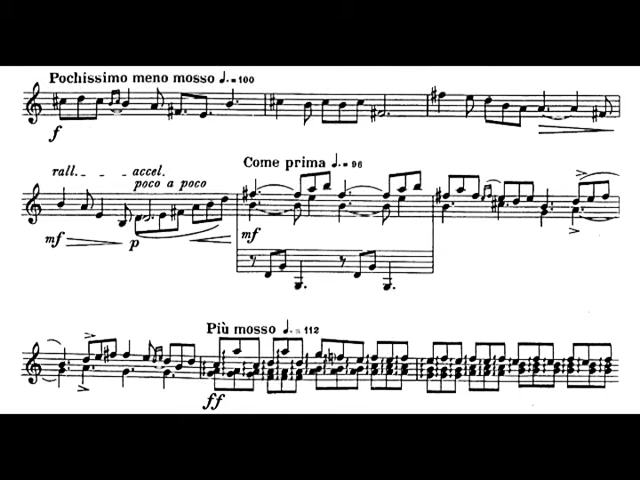 Pochissimo meno mosso ♩. = 100
f
rall. _ _ _ accel.
poco a poco
Come prima ♩. = 96
mf
p
mf
Più mosso ♩. = 112
ff